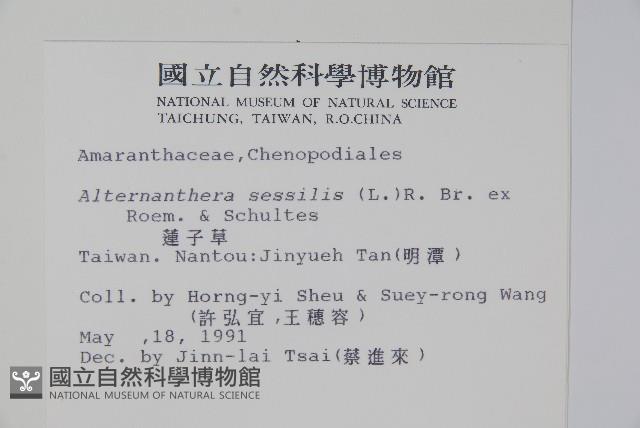 國立自然科學博物館
NATIONAL MUSEUM OF NATURAL SCIENCE
TAICHUNG, TAIWAN, R.O.CHINA
Amaranthaceae,Chenopodiales
Alternanthera sessilis (L.)R. Br. ex
Roem. & Schultes
蓮子草
Taiwan. Nantou:Jinyueh Tan(明潭)
Coll. by Horng-yi Sheu & Suey-rong Wang
(許弘宜,王穗容)
May ,18, 1991
Dec. by Jinn-lai Tsai(蔡進來)
國立自然科學博物館
NATIONAL MUSEUM OF NATURAL SCIENCE